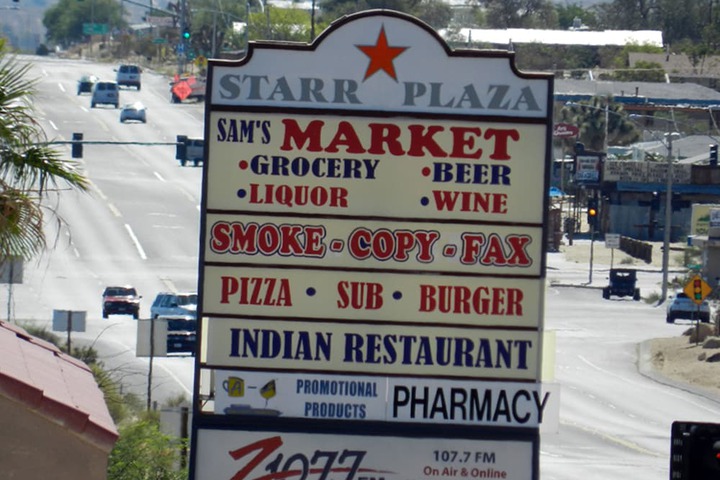 STARR PLAZA
SAM'S MARKET
•GROCERY •BEER
•LIQUOR •WINE
SMOKE - COPY - FAX
PIZZA • SUB • BURGER
INDIAN RESTAURANT
PROMOTIONAL
PRODUCTS
PHARMACY
Z1077 FM
107.7 FM
On Air & Online